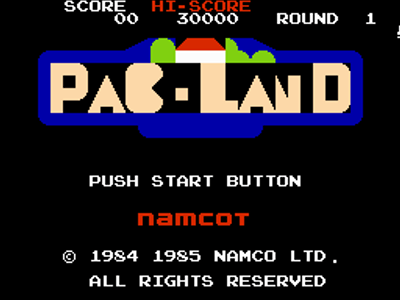 SCORE HI-SCORE
00 30000 ROUND 1
PAC-LAND
PUSH START BUTTON
namcot
© 1984 1985 NAMCO LTD.
ALL RIGHTS RESERVED